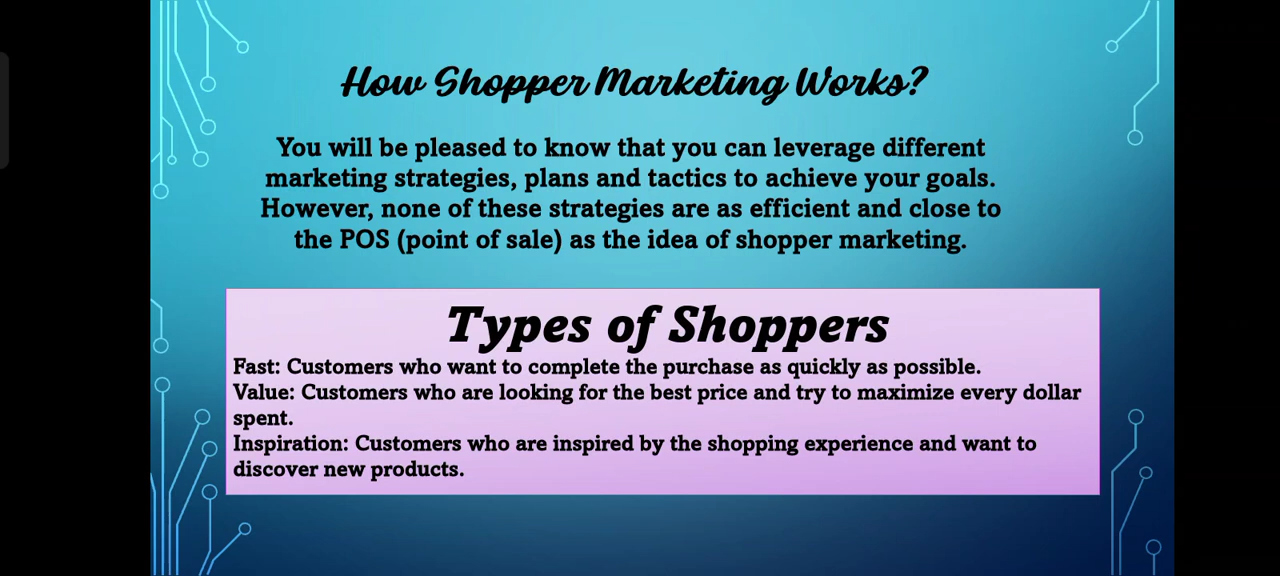 How Shopper Marketing Works?
You will be pleased to know that you can leverage different
marketing strategies, plans and tactics to achieve your goals.
However, none of these strategies are as efficient and close to
the POS (point of sale) as the idea of shopper marketing.
Types of Shoppers
Fast: Customers who want to complete the purchase as quickly as possible.
Value: Customers who are looking for the best price and try to maximize every dollar
spent.
Inspiration: Customers who are inspired by the shopping experience and want to
discover new products.